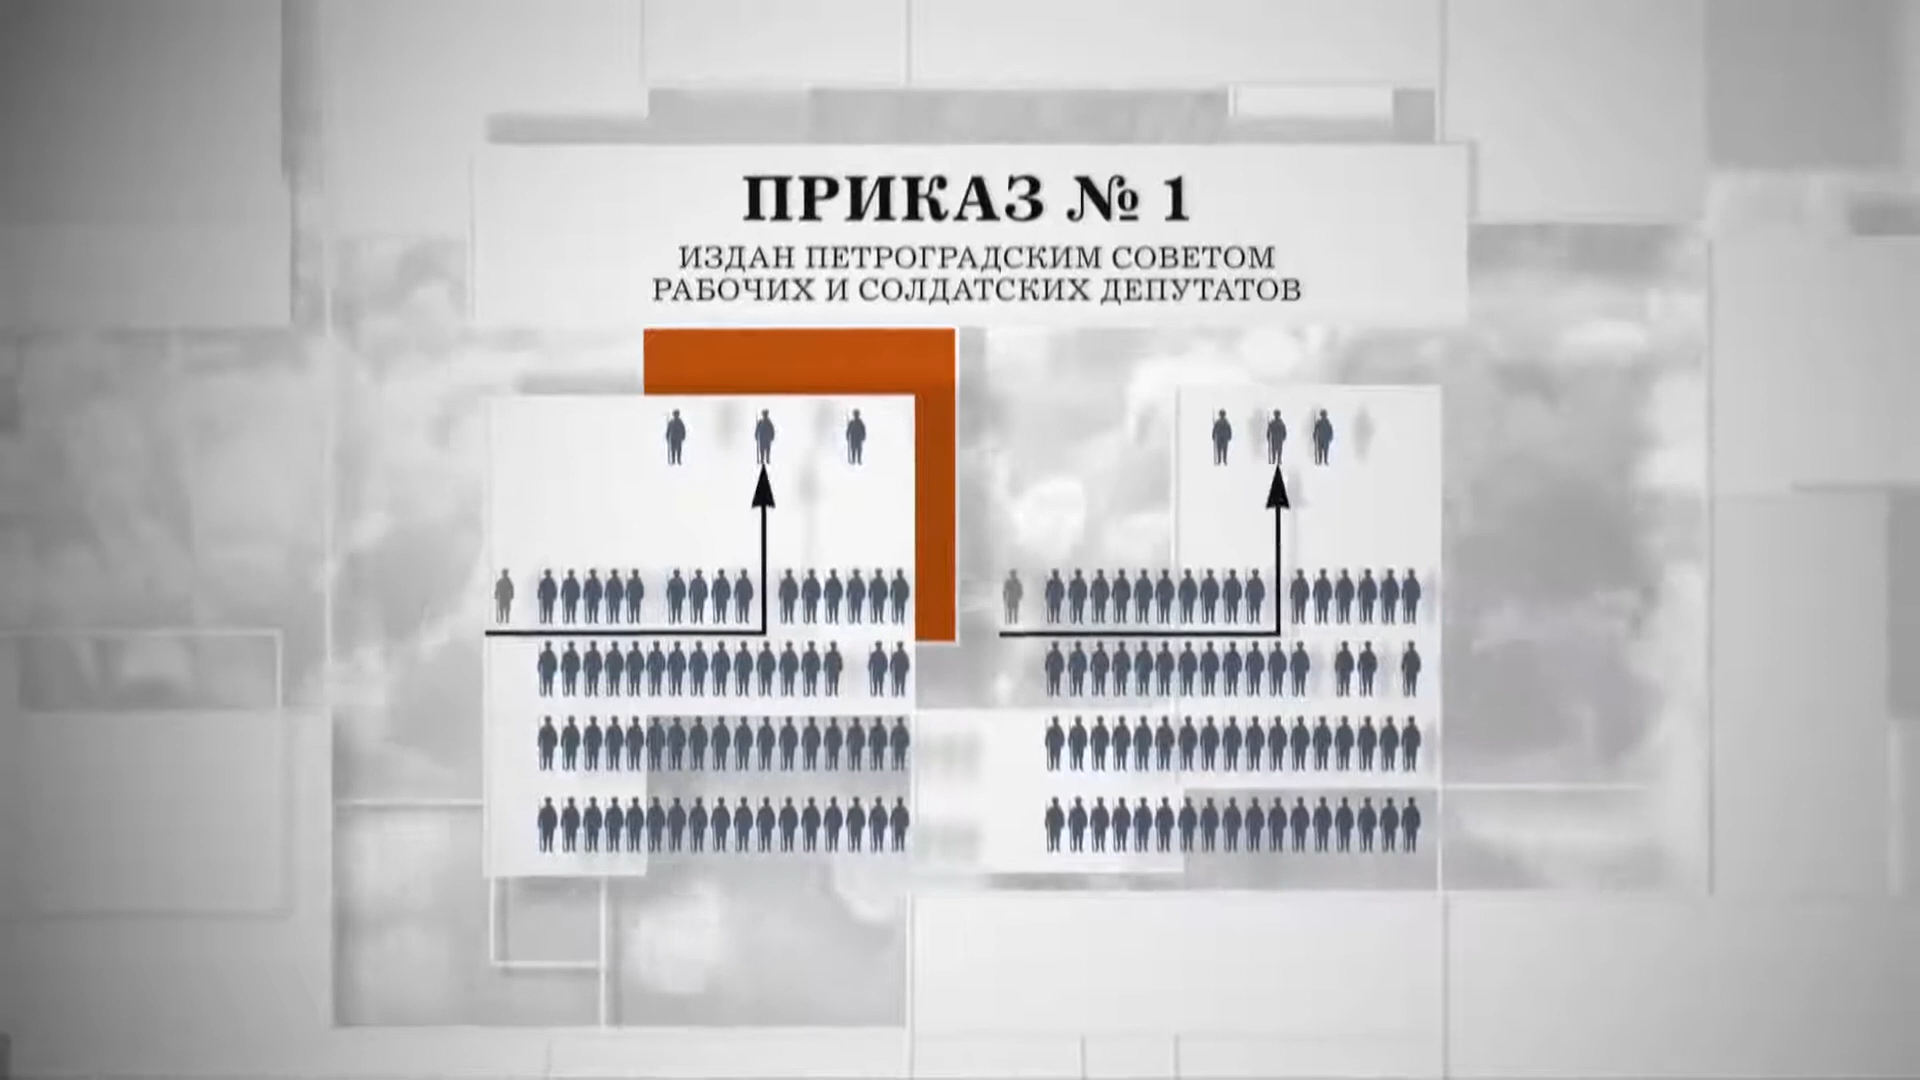 ПРИКАЗ № 1
ИЗДАН ПЕТРОГРАДСКИМ СОВЕТОМ
РАБОЧИХ И СОЛДАТСКИХ ДЕПУТАТОВ